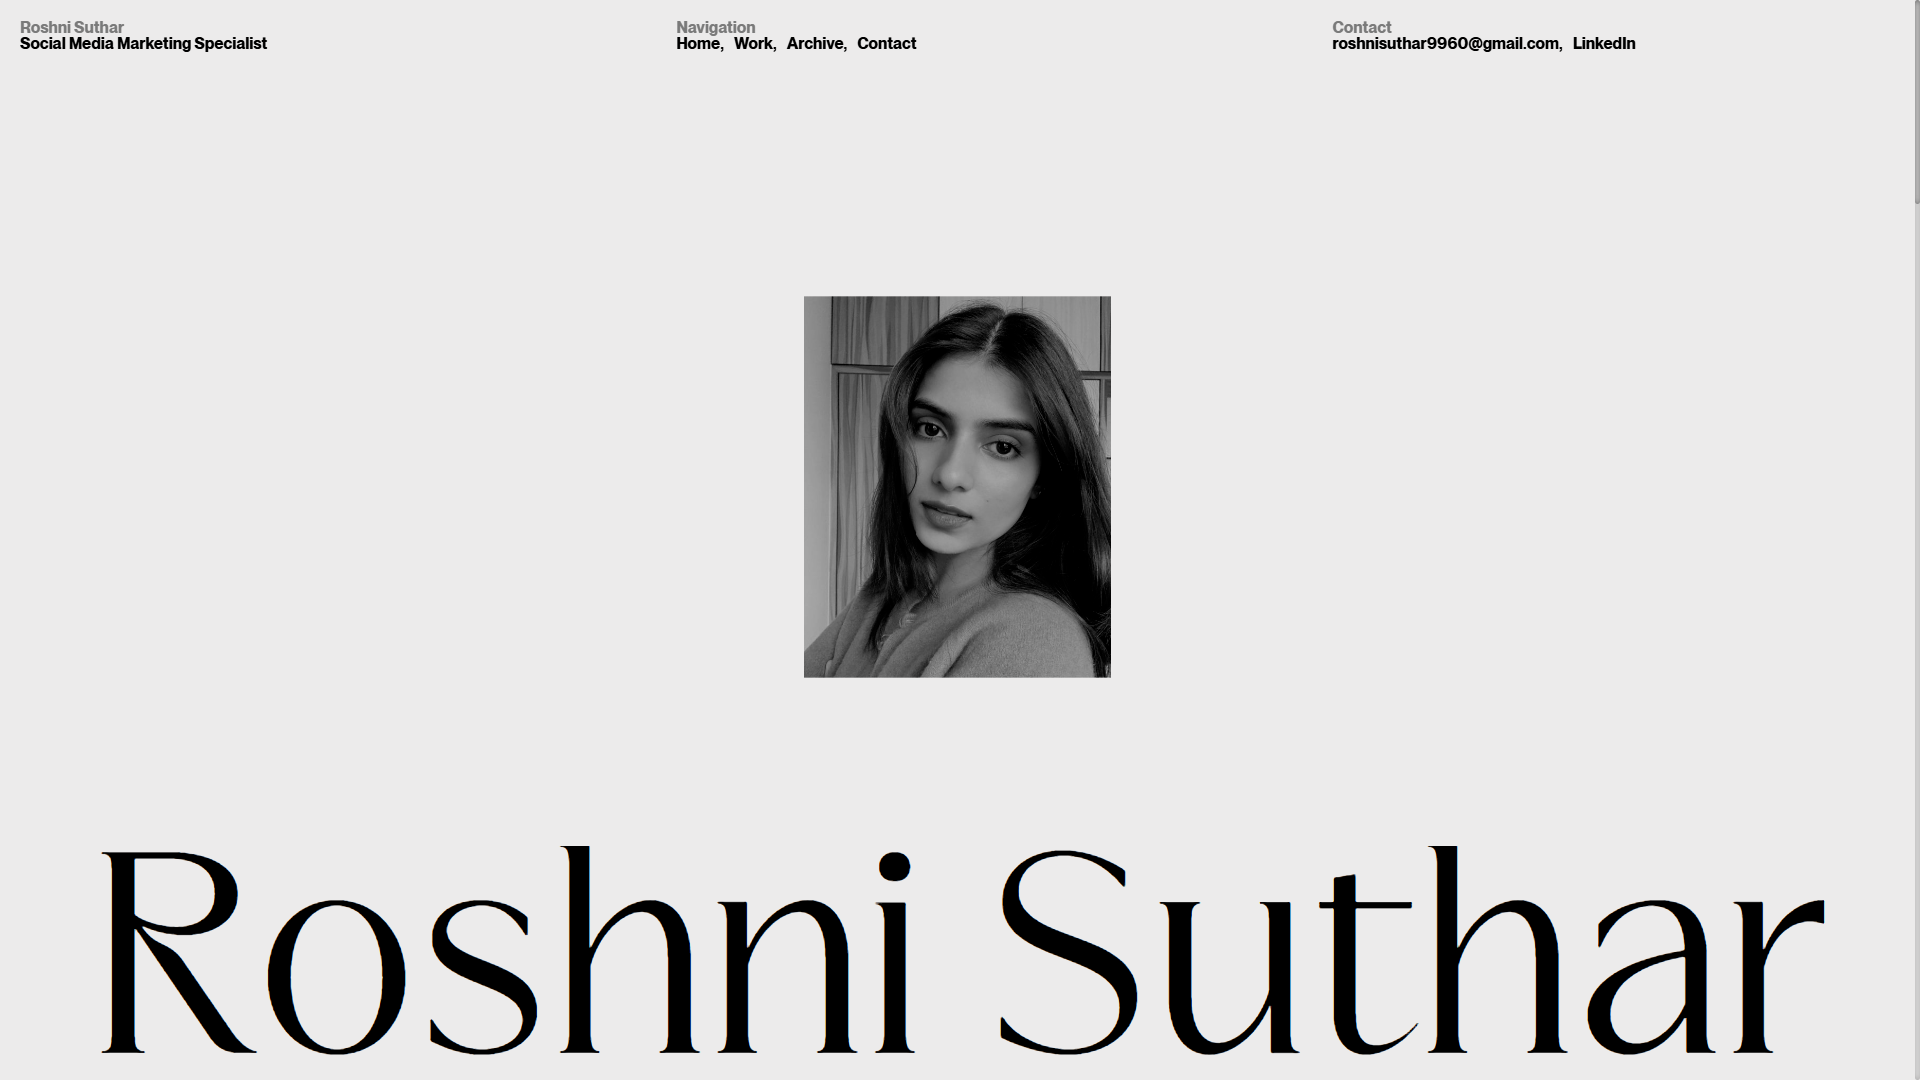 Roshni Suthar
Social Media Marketing Specialist
Navigation
Home, Work, Archive, Contact
Contact
roshnisuthar9960@gmail.com, LinkedIn
Roshni Suthar